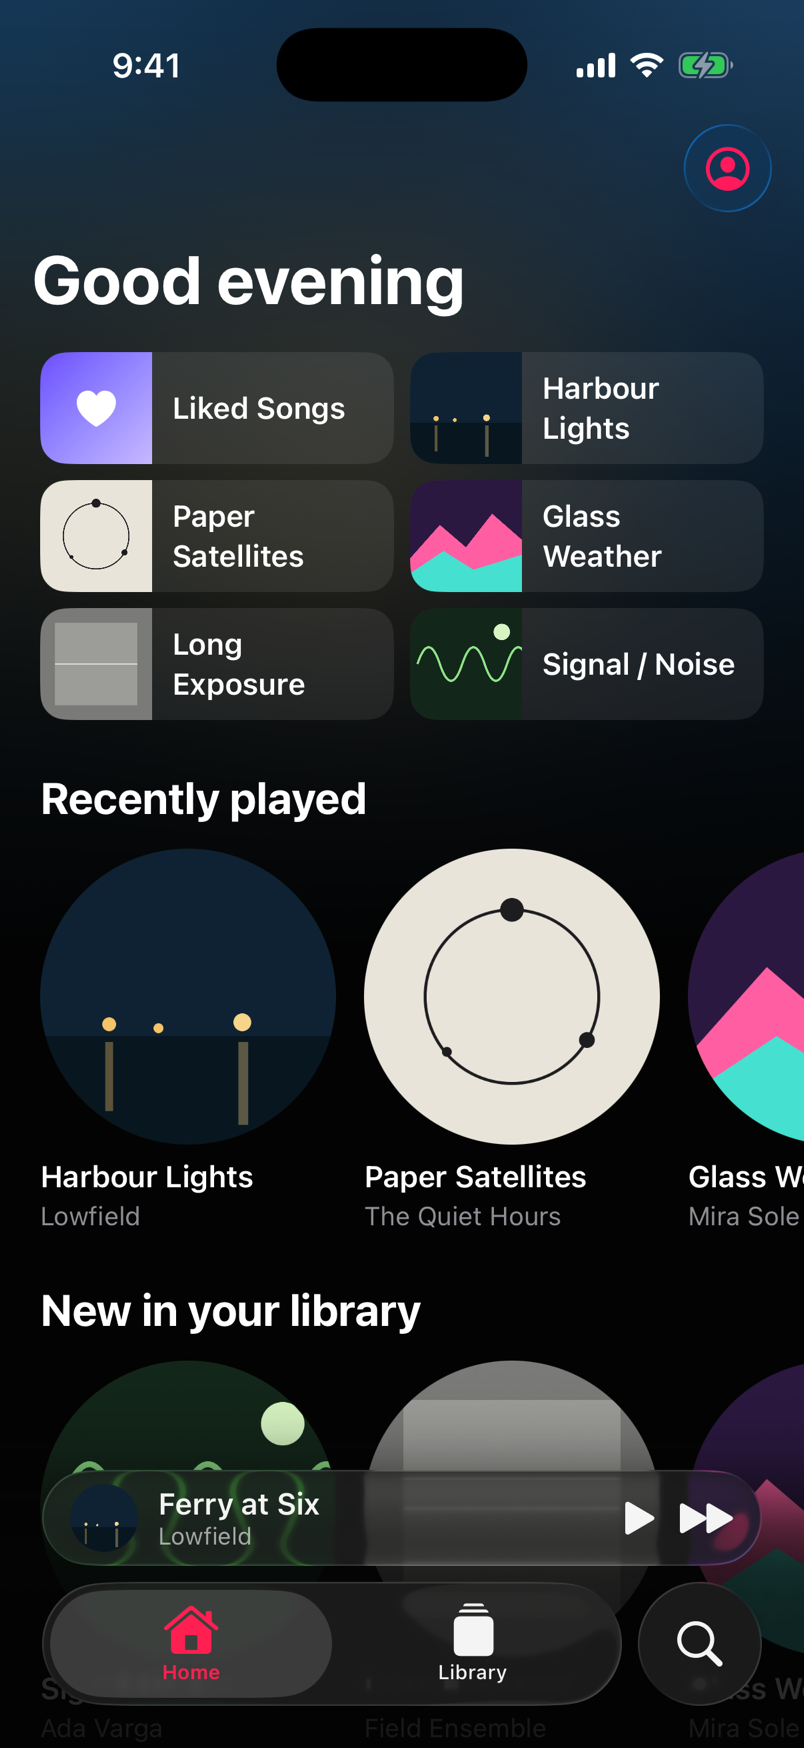 9:41
Good evening
Liked Songs
Harbour
Lights
Paper
Satellites
Glass
Weather
Long
Exposure
Signal / Noise
Recently played
Harbour Lights
Paper Satellites
Glass W
Lowfield
The Quiet Hours
Mira Sole
New in your library
Ferry at Six
Lowfield
Home
Library
Ada Varga
Field Ensemble
Mira Sole